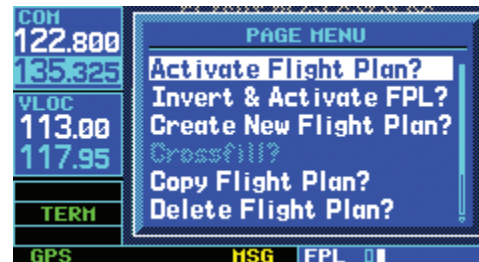 COM
122.800
135.325
VLOC
113.00
117.95
TERM
GPS
PAGE MENU
Activate Flight Plan?
Invert & Activate FPL?
Create New Flight Plan?
Crossfill?
Copy Flight Plan?
Delete Flight Plan?
MSG FPL